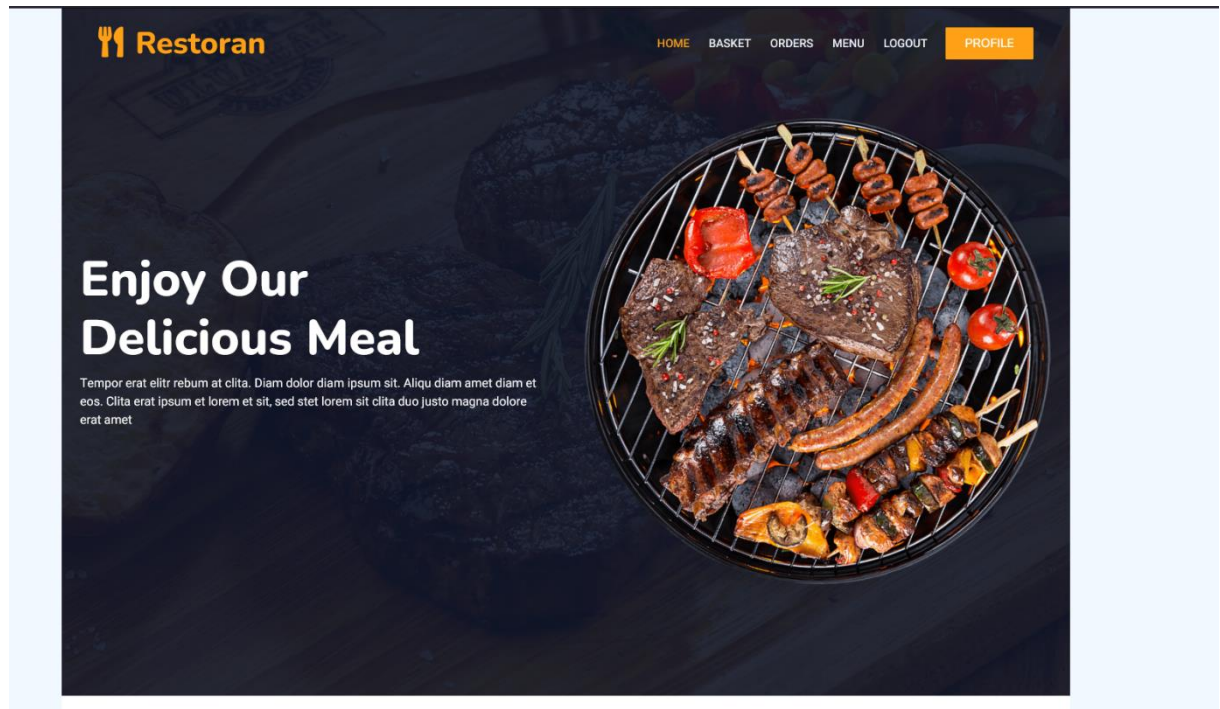 Restoran
HOME BASKET ORDERS MENU LOGOUT PROFILE
Enjoy Our
Delicious Meal
Tempor erat elitr rebum at clita. Diam dolor diam ipsum sit. Aliqu diam amet diam et
eos. Clita erat ipsum et lorem et sit, sed stet lorem sit clita duo justo magna dolore
erat amet